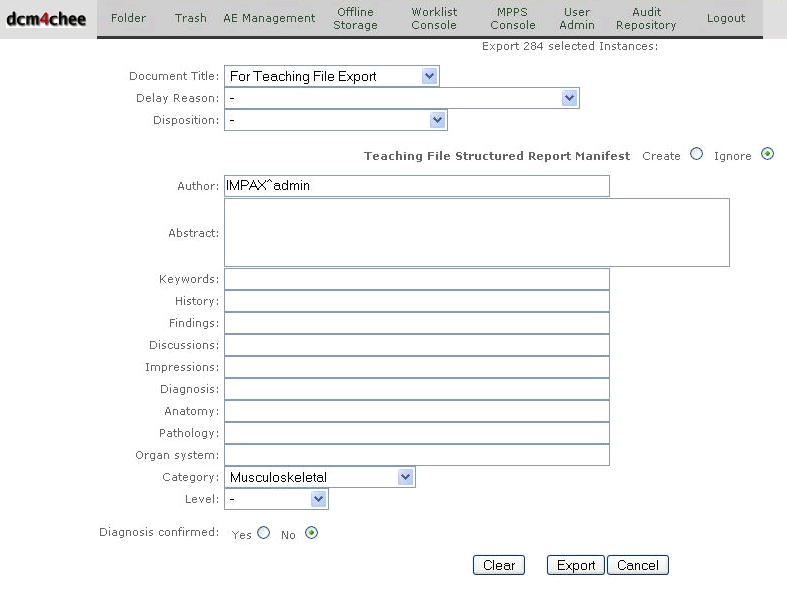 dcm4chee Folder Trash AE Management Offline Storage Worklist Console MPPS Console User Admin Audit Repository Logout
Export 284 selected Instances:
Document Title: For Teaching File Export
Delay Reason: -
Disposition: -
Teaching File Structured Report Manifest Create Ignore
Author: IMPAX^admin
Abstract:
Keywords:
History:
Findings:
Discussions:
Impressions:
Diagnosis:
Anatomy:
Pathology:
Organ system:
Category: Musculoskeletal
Level: -
Diagnosis confirmed: Yes No
Clear Export Cancel